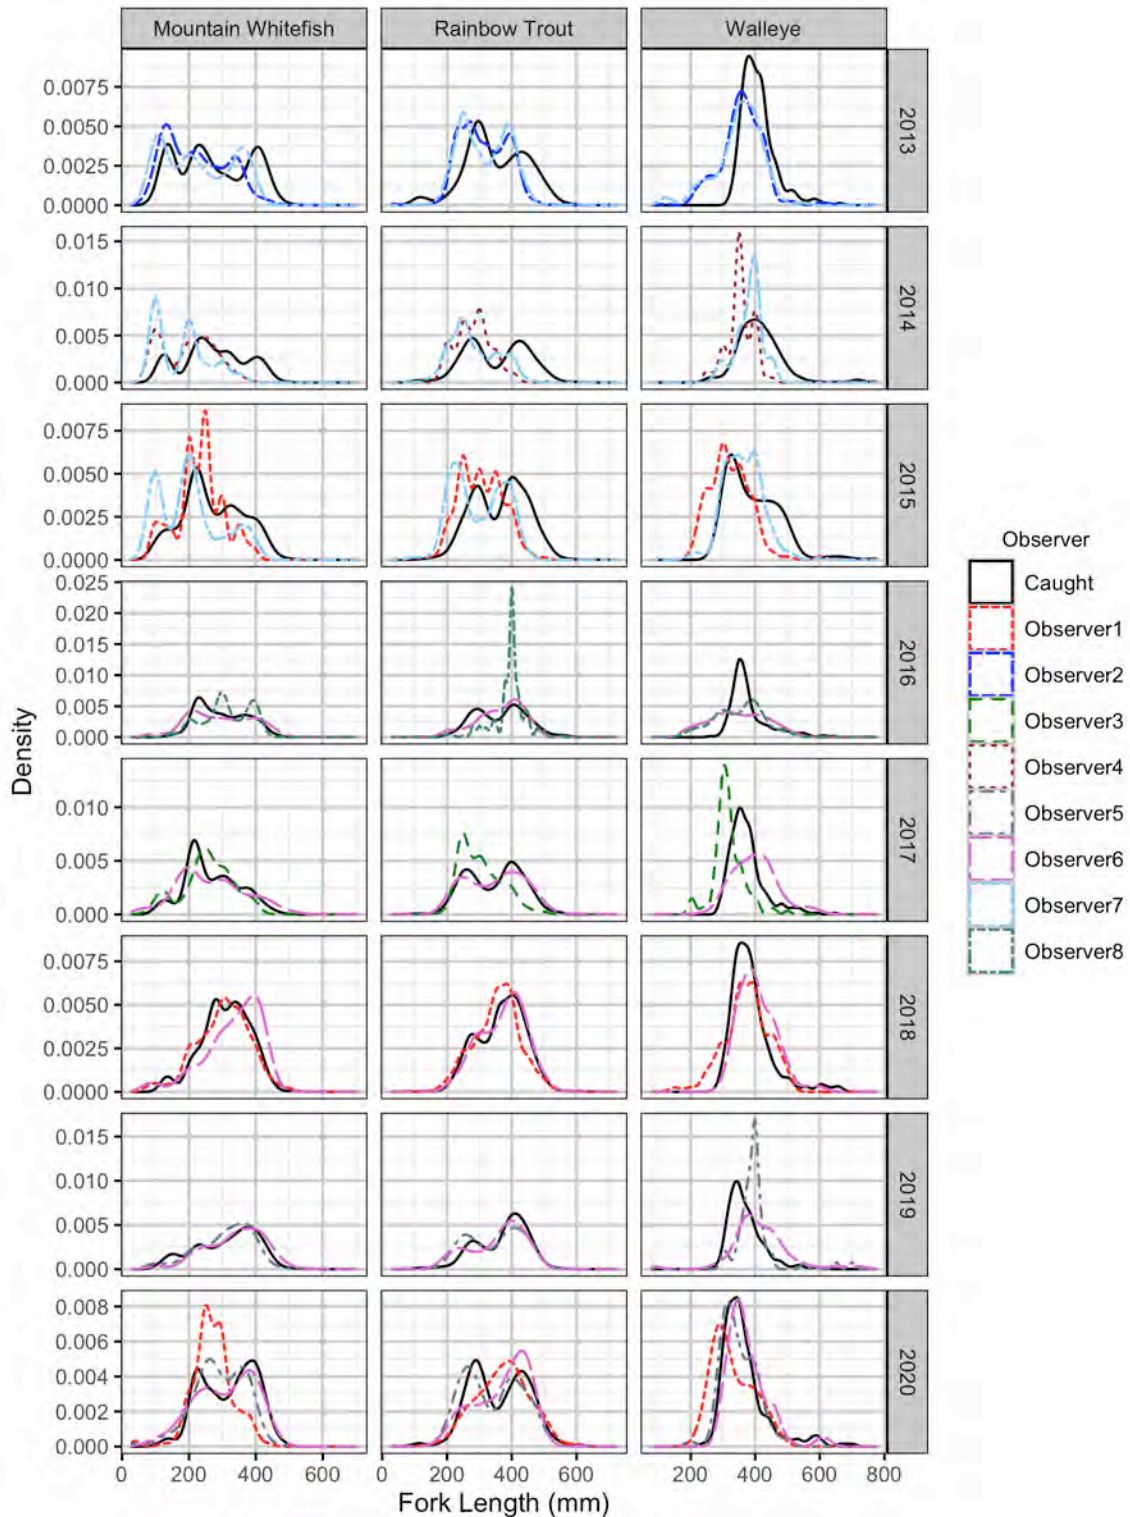 Mountain Whitefish
Rainbow Trout
Walleye
0.0075
0.0050
0.0025
0.0000
2013
0.015
0.010
0.005
0.000
2014
0.0075
0.0050
0.0025
0.0000
2015
0.025
0.020
0.015
0.010
0.005
0.000
2016
0.010
0.005
0.000
2017
0.0075
0.0050
0.0025
0.0000
2018
0.015
0.010
0.005
0.000
2019
0.008
0.006
0.004
0.002
0.000
2020
0 200 400 600
0 200 400 600
200 400 600 800
Fork Length (mm)
Density
Observer
Caught
Observer1
Observer2
Observer3
Observer4
Observer5
Observer6
Observer7
Observer8